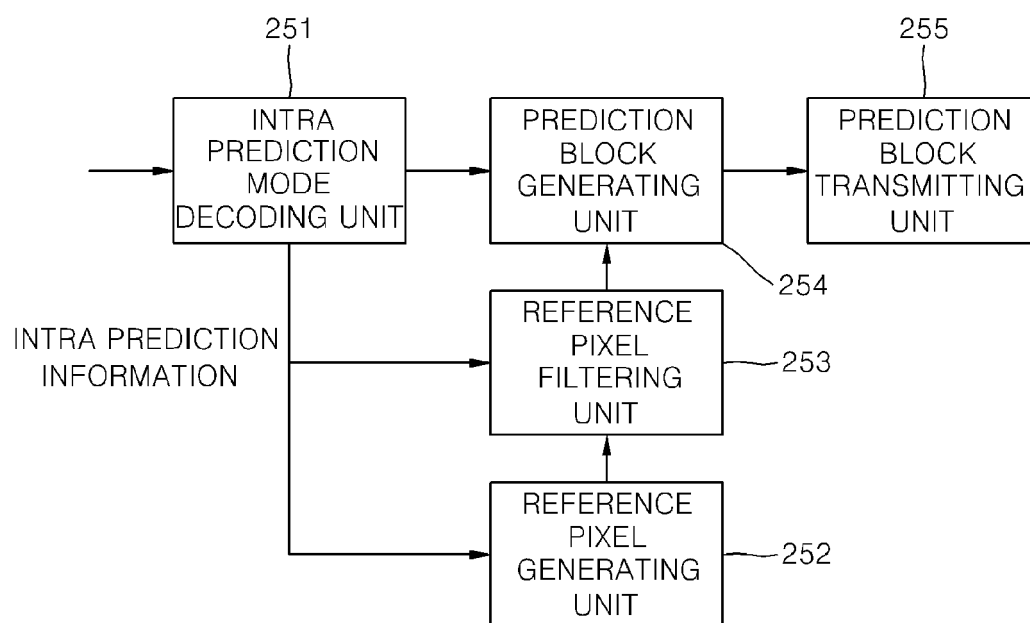 251
255
INTRA
PREDICTION
MODE
DECODING UNIT
PREDICTION
BLOCK
GENERATING
UNIT
PREDICTION
BLOCK
TRANSMITTING
UNIT
254
INTRA PREDICTION
INFORMATION
REFERENCE
PIXEL
FILTERING
UNIT
253
REFERENCE
PIXEL
GENERATING
UNIT
252